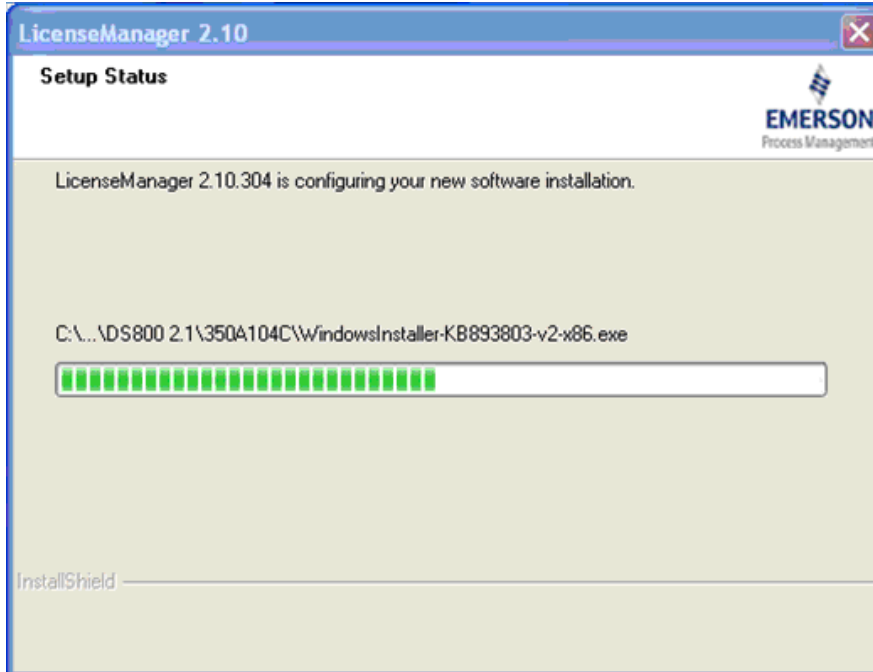 LicenseManager 2.10
Setup Status
EMERSON
Process Management
LicenseManager 2.10.304 is configuring your new software installation.
C:\...\DS800 2.1\350A104C\WindowsInstaller-KB893803-v2-x86.exe
InstallShield